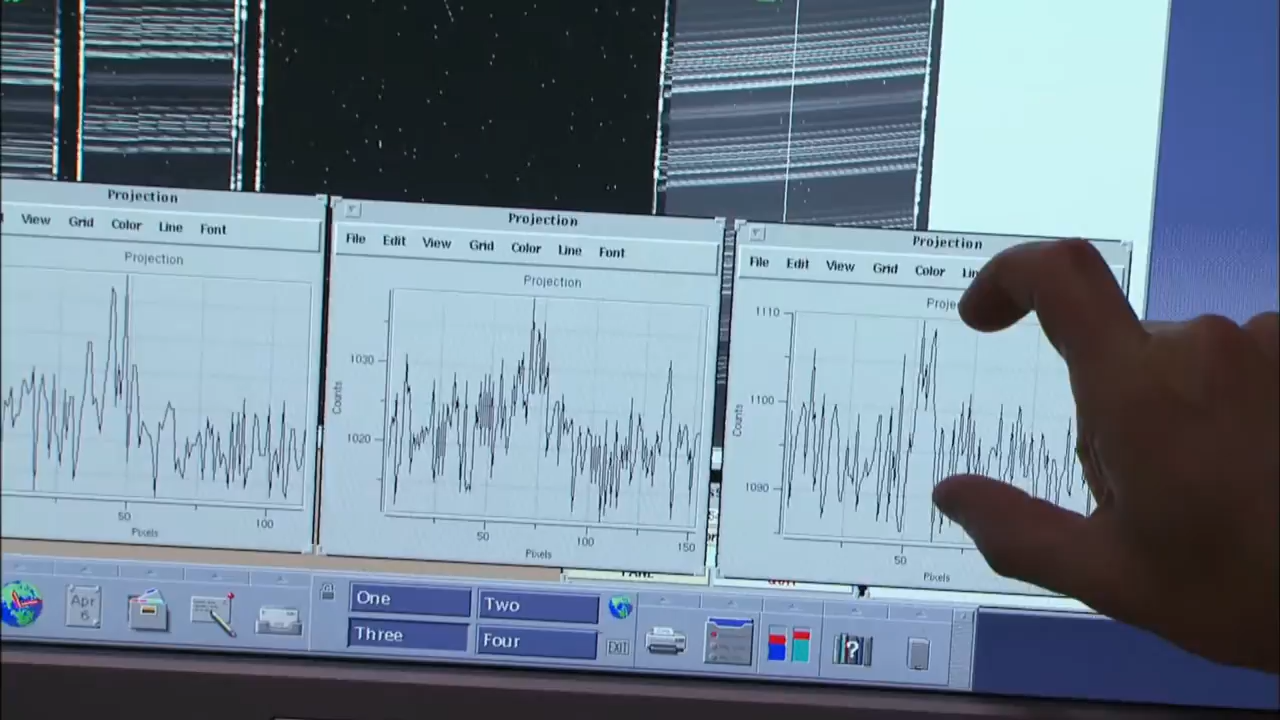 Projection
View Grid Color Line Font
Projection
50 100
Pixels
Projection
File Edit View Grid Color Line Font
Projection
1030
1020
Counts
50 100 150
Pixels
Projection
File Edit View Grid Color
1110
1100
1090
Counts
50
Pixels
Apr
6
One
Two
Three
Four
EXIT
?